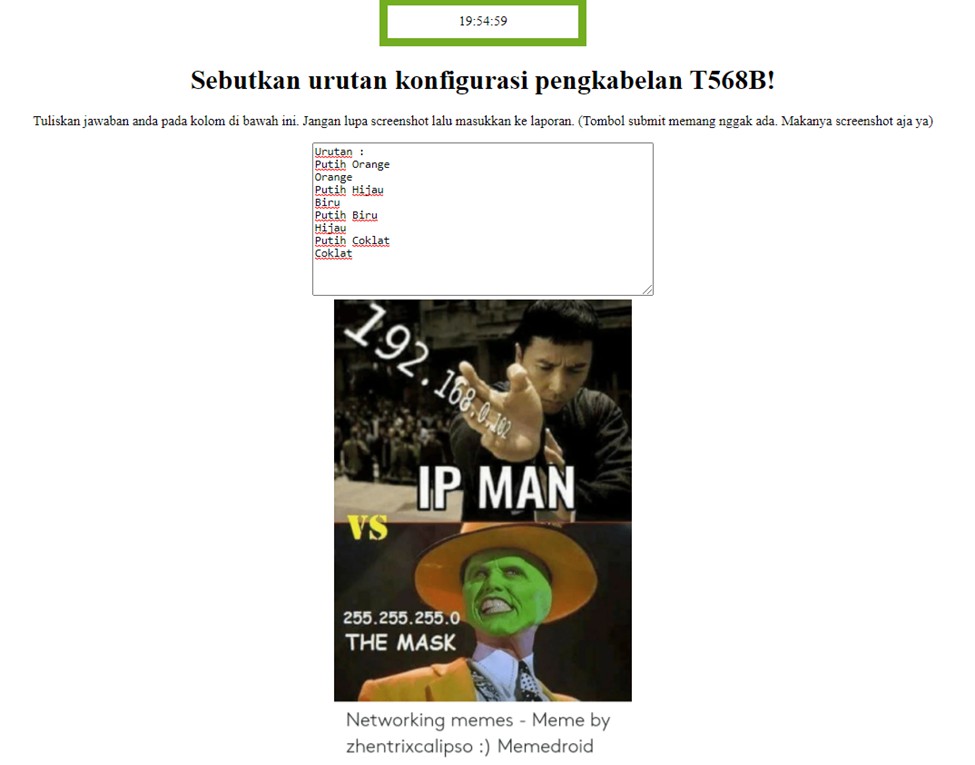 19:54:59
Sebutkan urutan konfigurasi pengkabelan T568B!
Tuliskan jawaban anda pada kolom di bawah ini. Jangan lupa screenshot lalu masukkan ke laporan. (Tombol submit memang nggak ada. Makanya screenshot aja ya)
Urutan :
Putih Orange
Orange
Putih Hijau
Biru
Putih Biru
Hijau
Putih Coklat
Coklat
192.168.0.102
IP MAN
VS
255.255.255.0
THE MASK
Networking memes - Meme by
zhentrixcalipso :) Memedroid